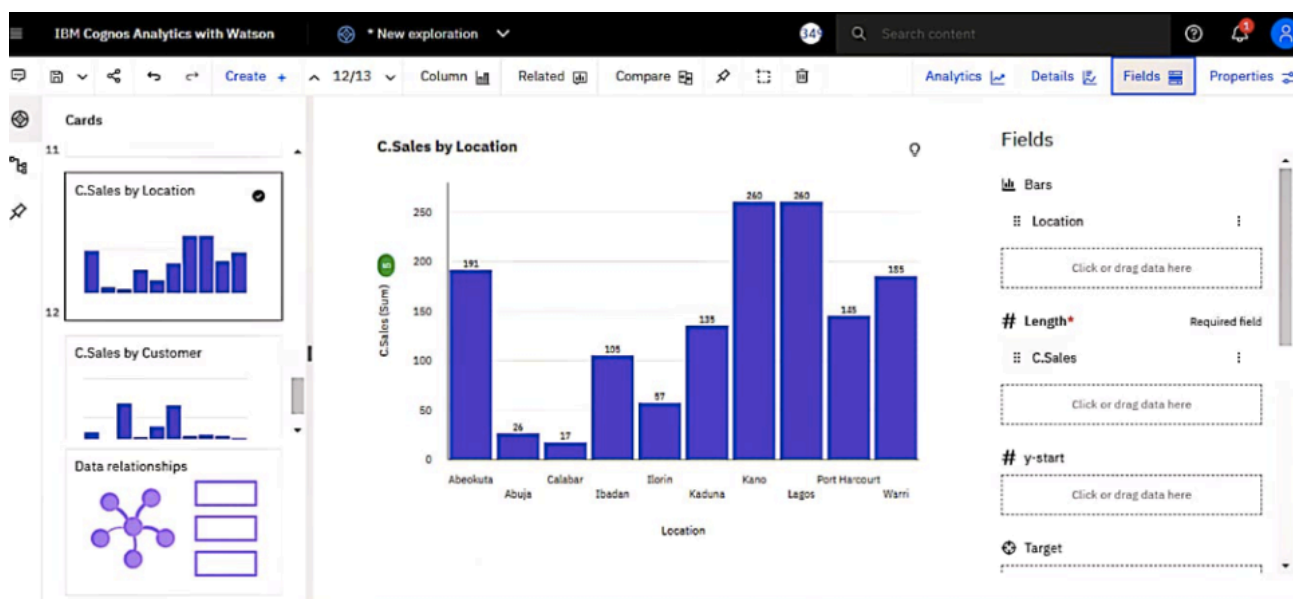 IBM Cognos Analytics with Watson
* New exploration
Search content
1
Create +
12/13
Column
Related
Compare
Analytics
Details
Fields
Properties
Cards
11
C.Sales by Location
12
C.Sales by Customer
Data relationships
C.Sales by Location
C.Sales (Sum)
250
200
150
100
50
0
191
26
17
105
57
135
260
260
145
185
Abeokuta
Abuja
Calabar
Ibadan
Ilorin
Kaduna
Kano
Lagos
Port Harcourt
Warri
Location
Fields
Bars
Location
Click or drag data here
# Length* Required field
C.Sales
Click or drag data here
# y-start
Click or drag data here
Target